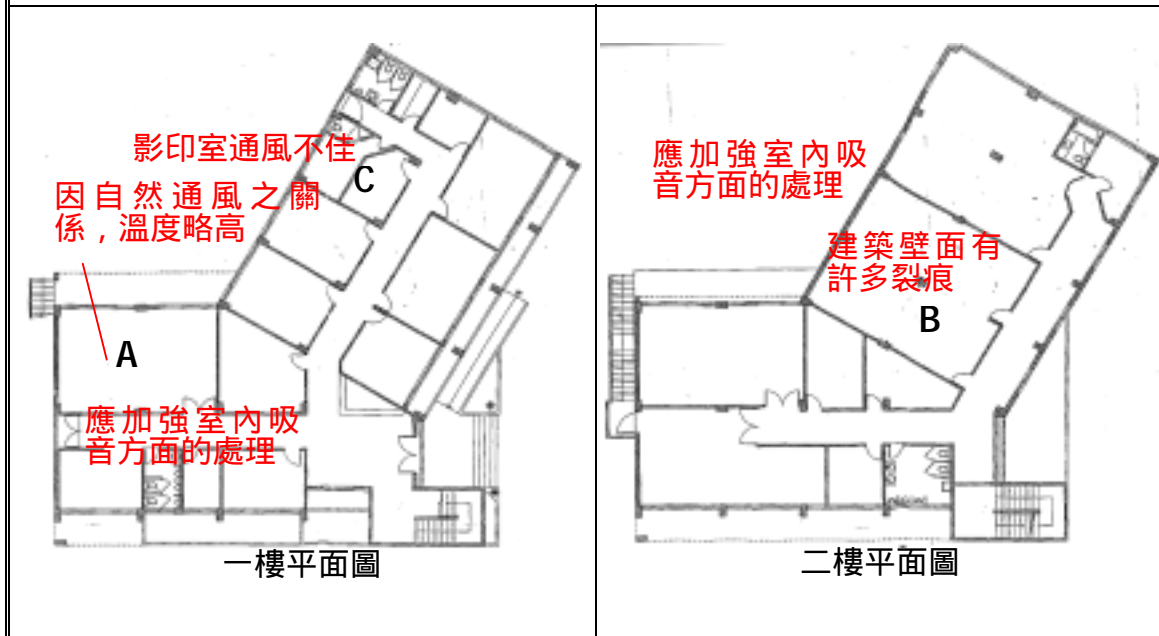 影印室通風不佳
C
因自然通風之關
係，溫度略高
A
應加強室內吸
音方面的處理
一樓平面圖
應加強室內吸
音方面的處理
建築壁面有
許多裂痕
B
二樓平面圖